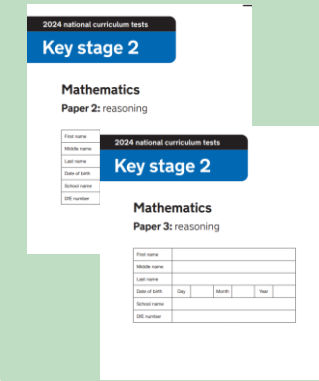 2024 national curriculum tests
Key stage 2
Mathematics
Paper 2: reasoning
First name
Middle name
Last name
Date of birth
School name
DfE number
2024 national curriculum tests
Key stage 2
Mathematics
Paper 3: reasoning
First name
Middle name
Last name
Date of birth Day Month Year
School name
DfE number